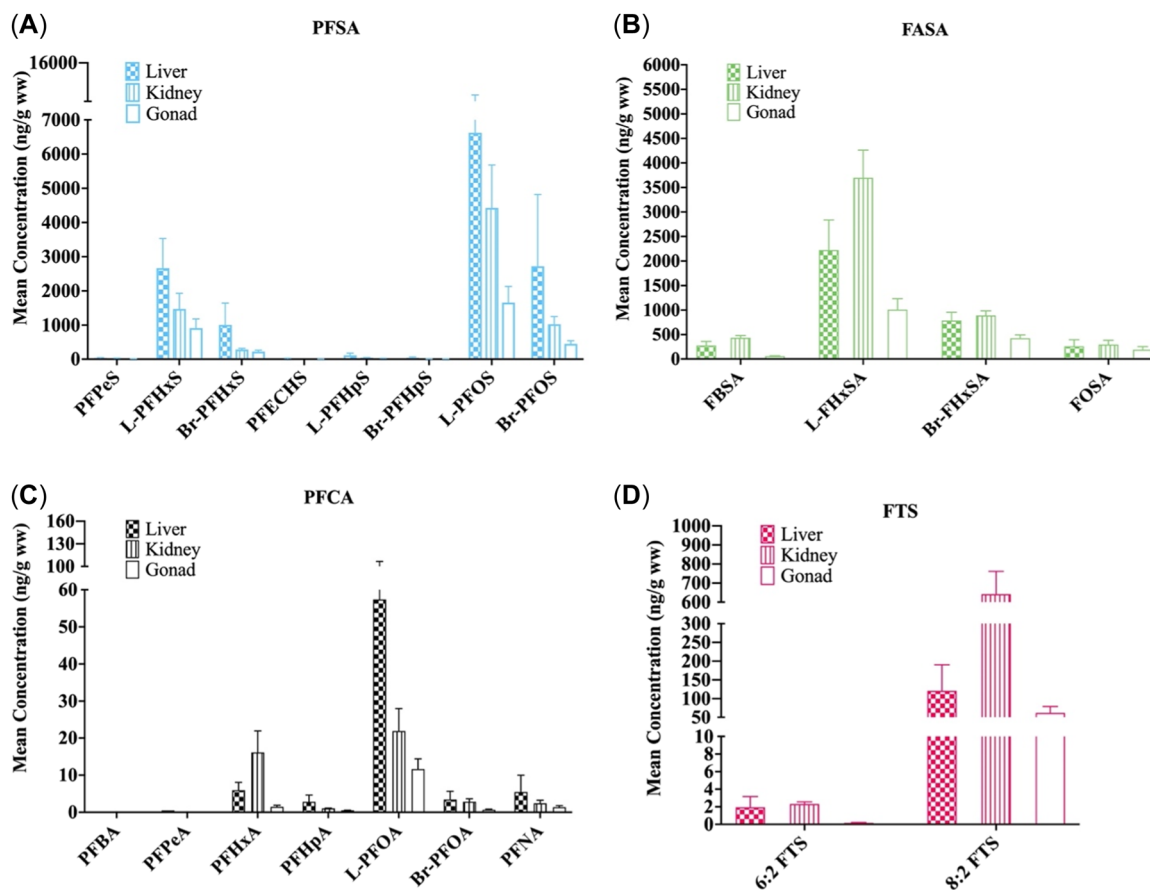 (A)
PFSA
Mean Concentration (ng/g ww)
16000
7000
6000
5000
4000
3000
2000
1000
0
Liver
Kidney
Gonad
PFPeS
L-PFHxS
Br-PFHxS
PFECHS
L-PFHpS
Br-PFHpS
L-PFOS
Br-PFOS
(B)
FASA
Mean Concentration (ng/g ww)
6000
5500
5000
4500
4000
3500
3000
2500
2000
1500
1000
500
0
Liver
Kidney
Gonad
FBSA
L-FHxSA
Br-FHxSA
FOSA
(C)
PFCA
Mean Concentration (ng/g ww)
160
130
100
60
50
40
30
20
10
0
Liver
Kidney
Gonad
PFBA
PFPeA
PFHxA
PFHpA
L-PFOA
Br-PFOA
PFNA
(D)
FTS
Mean Concentration (ng/g ww)
1000
900
800
700
600
300
250
200
150
100
50
10
8
6
4
2
0
Liver
Kidney
Gonad
6:2 FTS
8:2 FTS